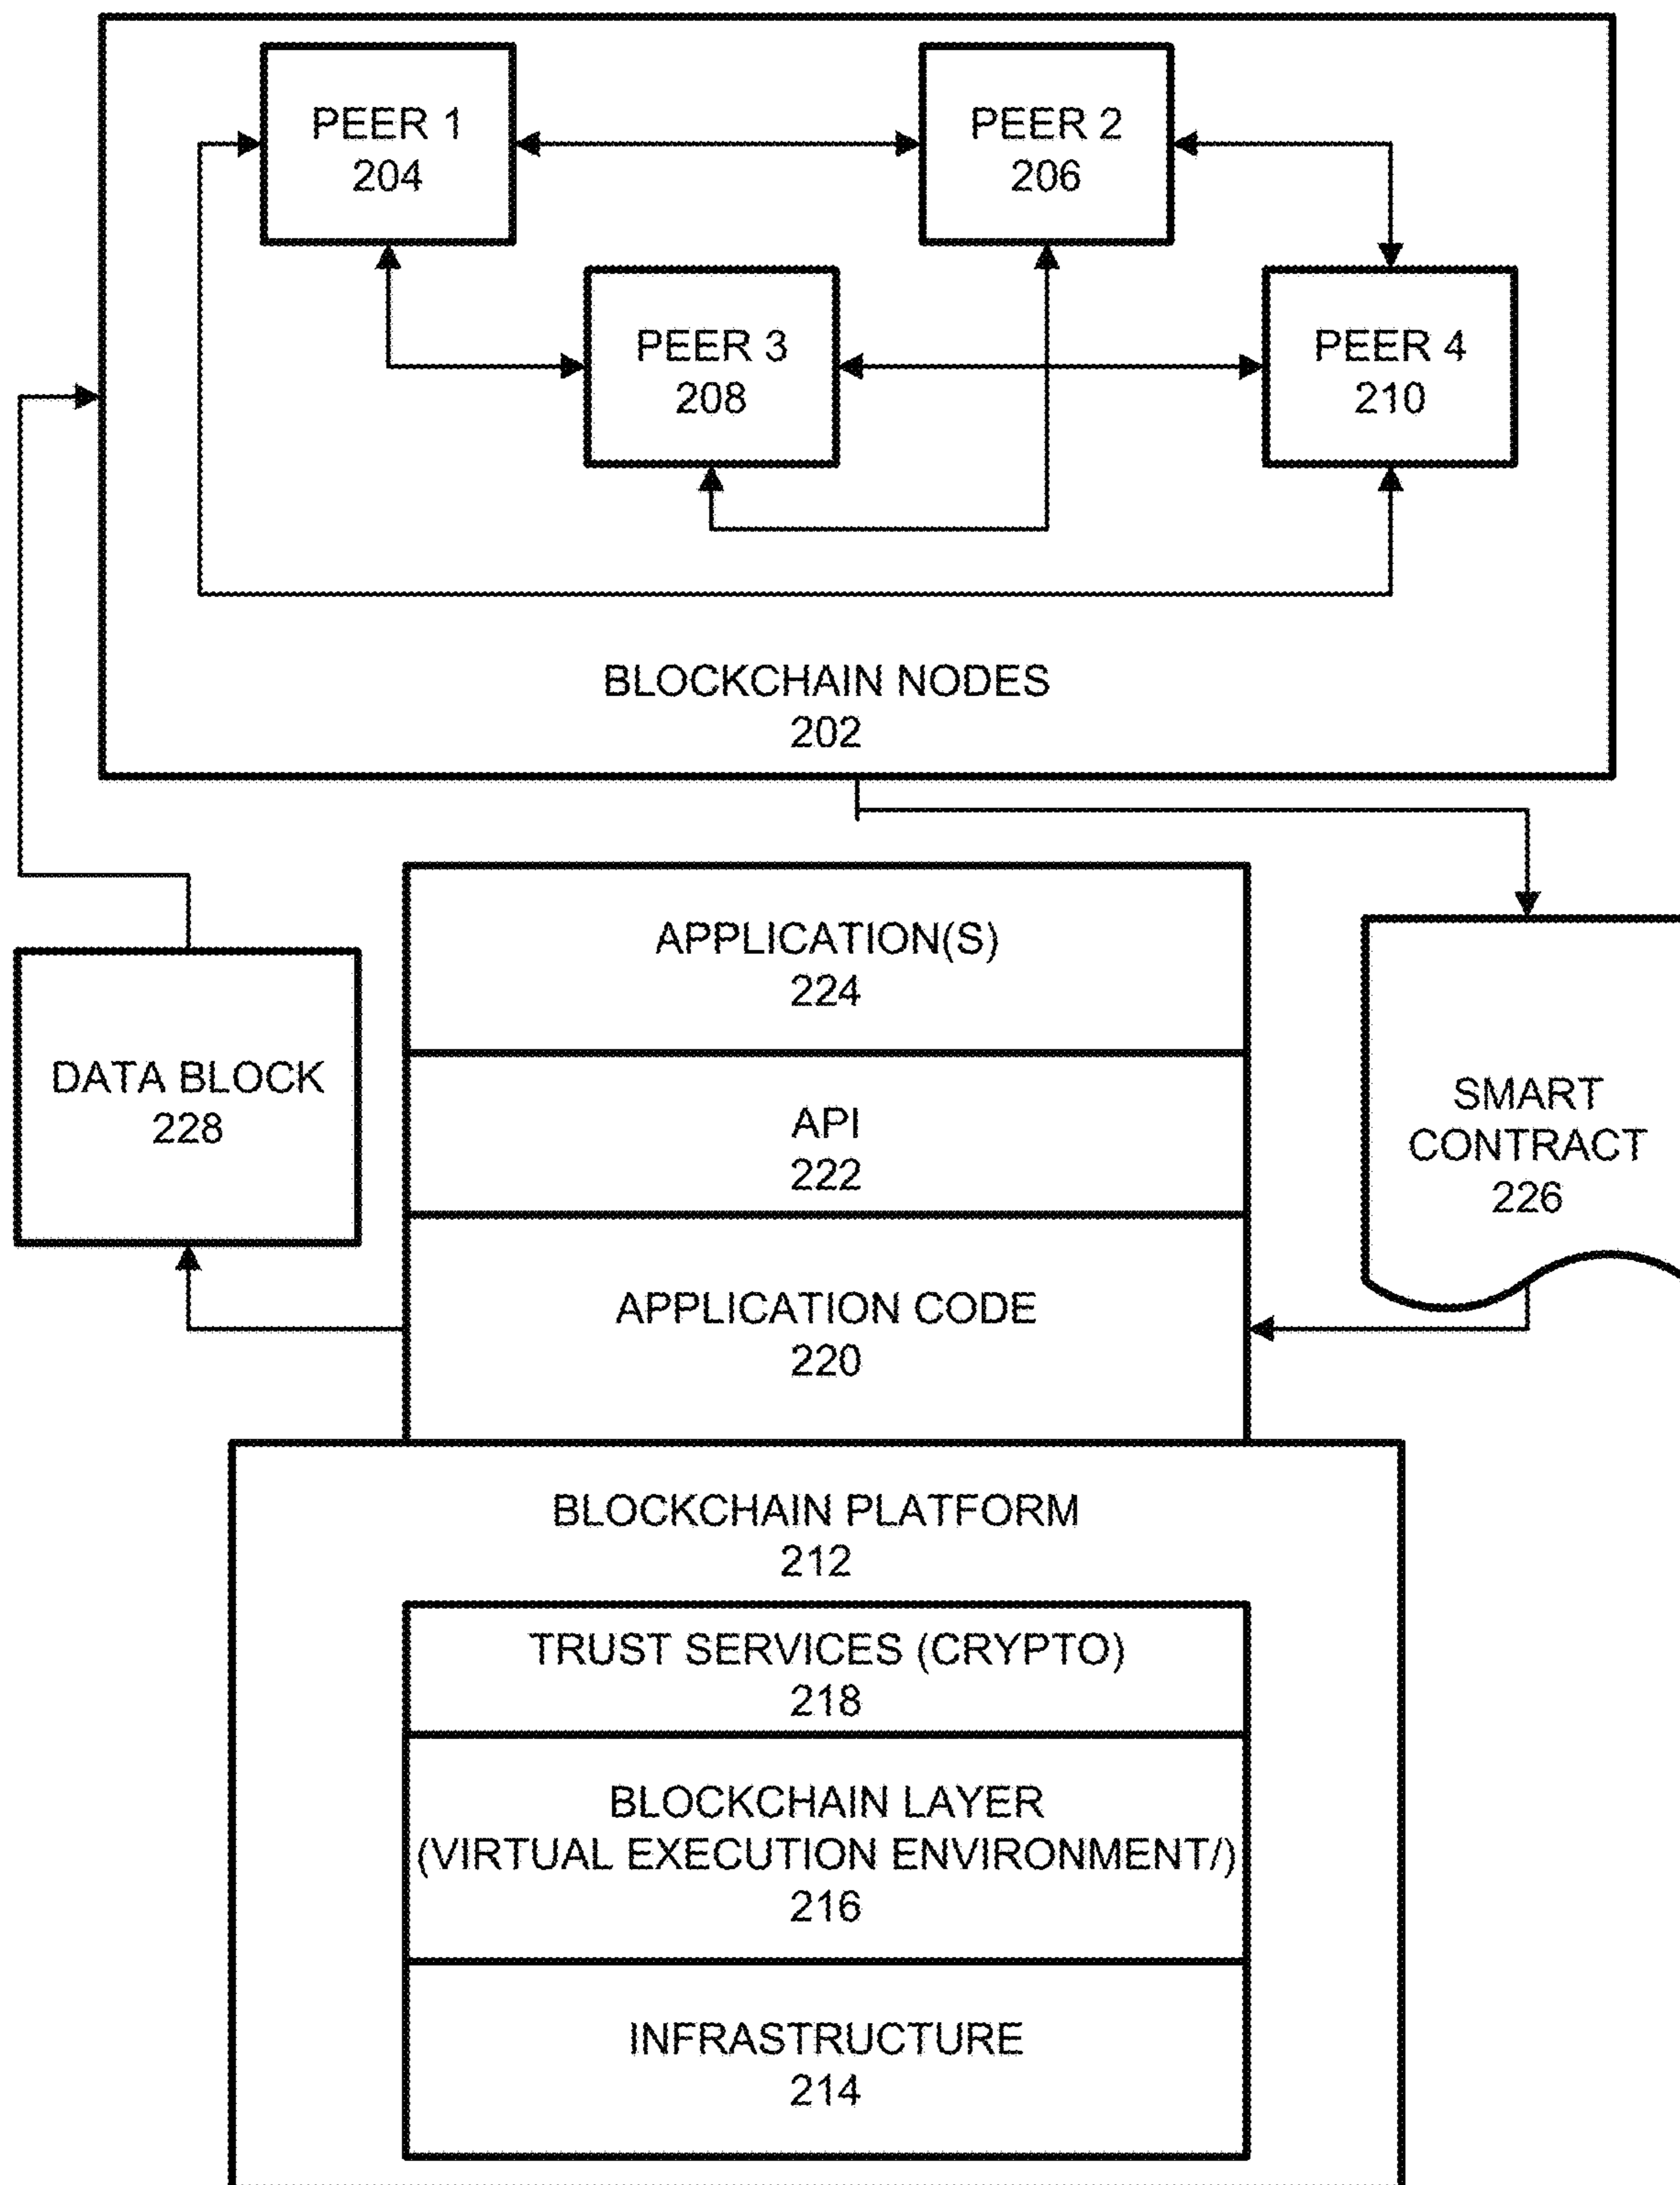 PEER 1
204
PEER 2
206
PEER 3
208
PEER 4
210
BLOCKCHAIN NODES
202
APPLICATION(S)
224
DATA BLOCK
228
API
222
SMART
CONTRACT
226
APPLICATION CODE
220
BLOCKCHAIN PLATFORM
212
TRUST SERVICES (CRYPTO)
218
BLOCKCHAIN LAYER
(VIRTUAL EXECUTION ENVIRONMENT/)
216
INFRASTRUCTURE
214